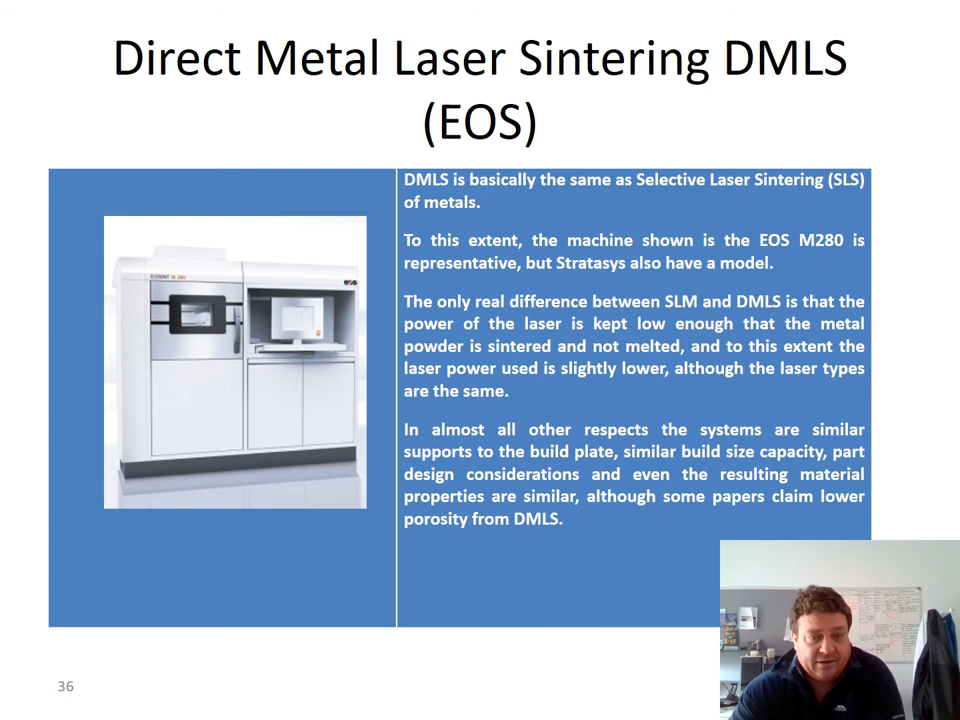 Direct Metal Laser Sintering DMLS
(EOS)
EOSINT M 280
eos
DMLS is basically the same as Selective Laser Sintering (SLS)
of metals.
To this extent, the machine shown is the EOS M280 is
representative, but Stratasys also have a model.
The only real difference between SLM and DMLS is that the
power of the laser is kept low enough that the metal
powder is sintered and not melted, and to this extent the
laser power used is slightly lower, although the laser types
are the same.
In almost all other respects the systems are similar
supports to the build plate, similar build size capacity, part
design considerations and even the resulting material
properties are similar, although some papers claim lower
porosity from DMLS.
36